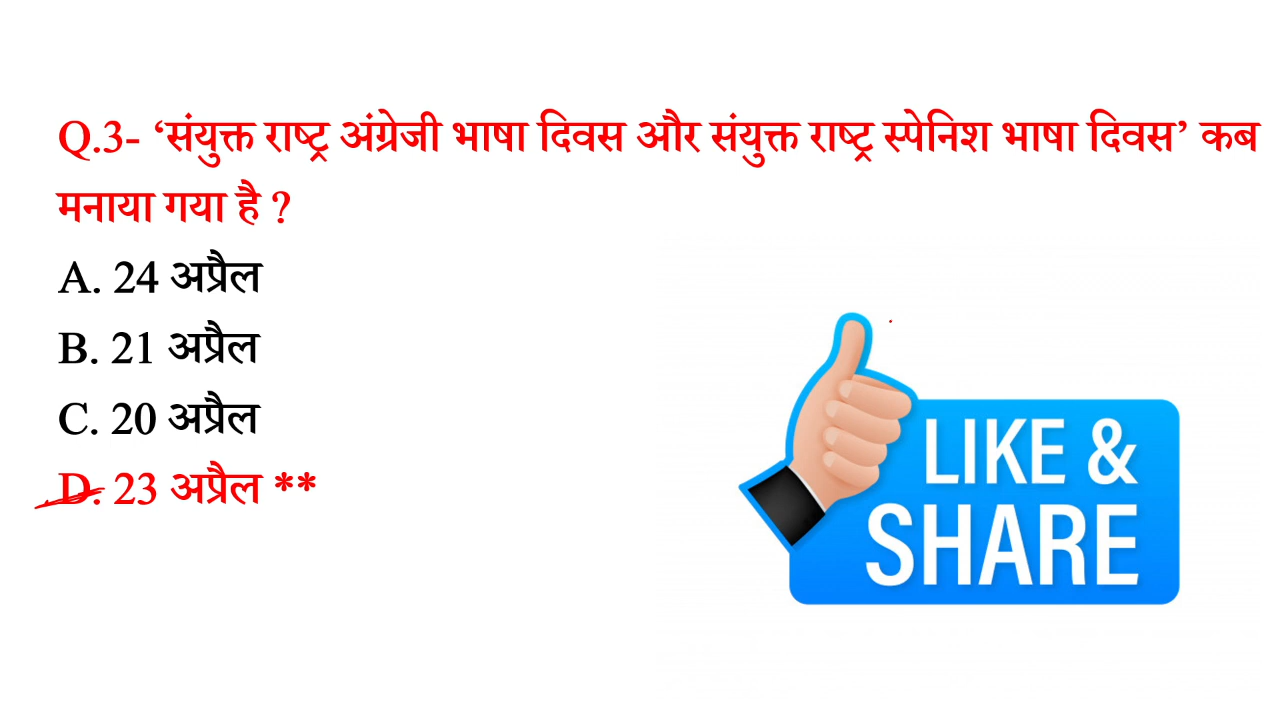 Q.3- ‘संयुक्त राष्ट्र अंग्रेजी भाषा दिवस और संयुक्त राष्ट्र स्पेनिश भाषा दिवस’ कब
मनाया गया है ?
A. 24 अप्रैल
B. 21 अप्रैल
C. 20 अप्रैल
D. 23 अप्रैल **
LIKE &
SHARE